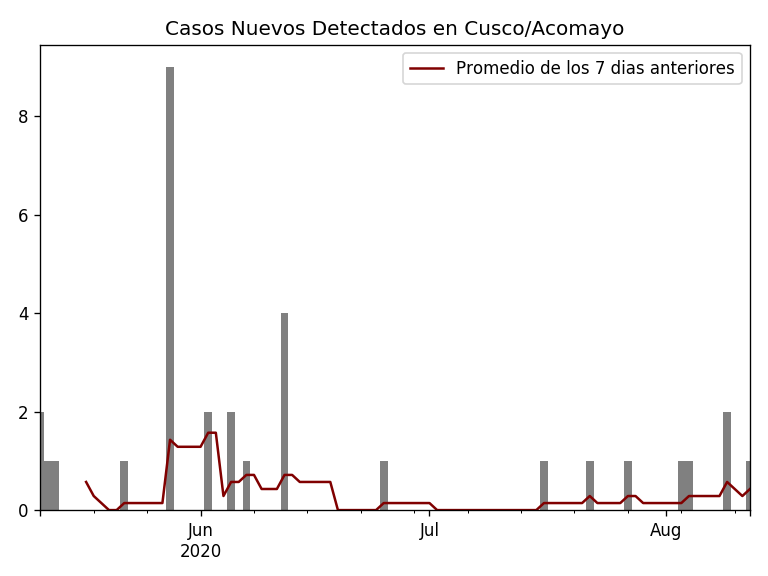 Casos Nuevos Detectados en Cusco/Acomayo
Promedio de los 7 dias anteriores
8
6
4
2
0
Jun
2020
Jul
Aug